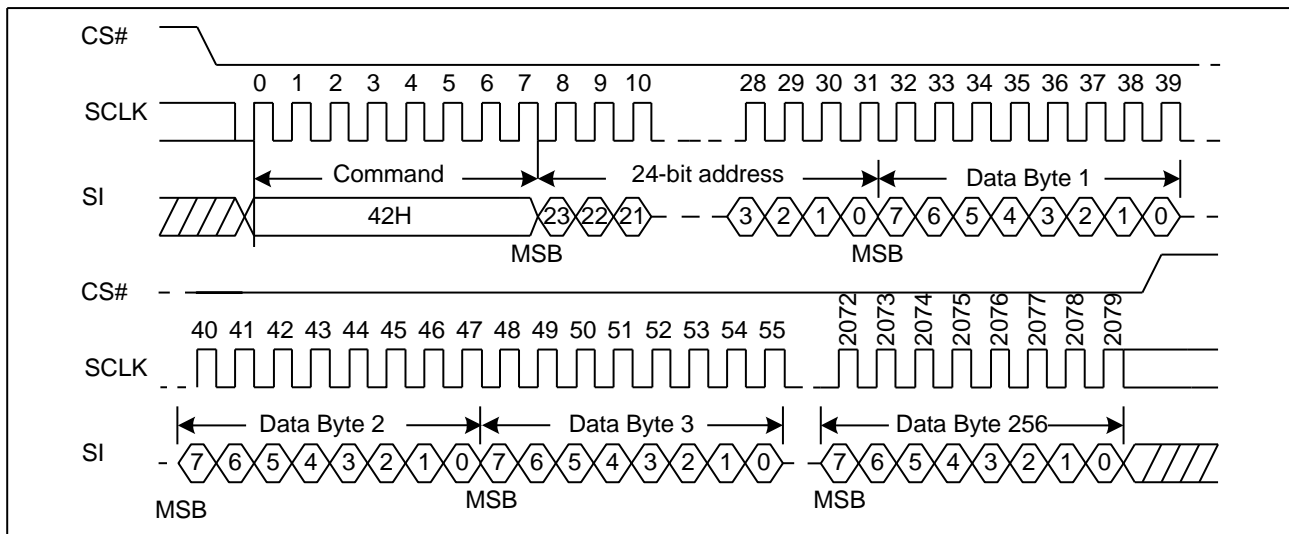 CS#
0 1 2 3 4 5 6 7 8 9 10 28 29 30 31 32 33 34 35 36 37 38 39
SCLK
Command 24-bit address Data Byte 1
SI
42H 23 22 21 3 2 1 0 7 6 5 4 3 2 1 0
MSB MSB
CS#
40 41 42 43 44 45 46 47 48 49 50 51 52 53 54 55 2072 2073 2074 2075 2076 2077 2078 2079
SCLK
Data Byte 2 Data Byte 3 Data Byte 256
SI
7 6 5 4 3 2 1 0 7 6 5 4 3 2 1 0 7 6 5 4 3 2 1 0
MSB MSB MSB